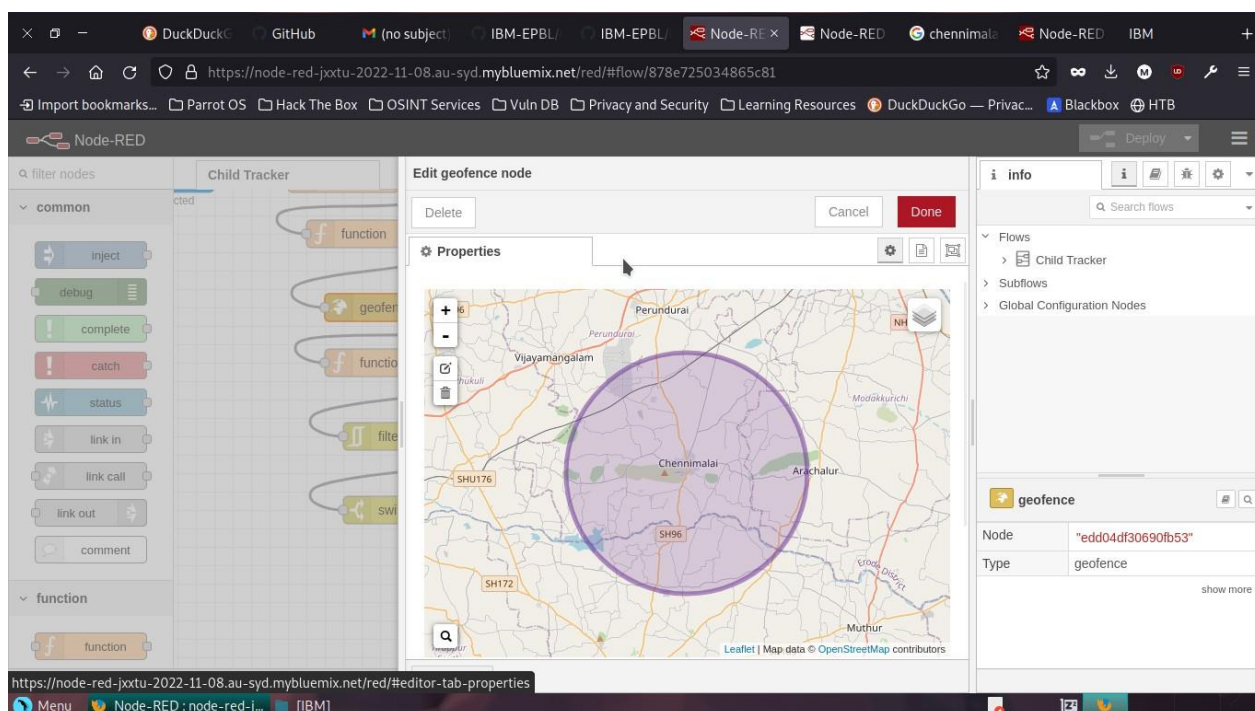 DuckDuckG
GitHub
(no subject)
IBM-EPBL/
IBM-EPBL/
Node-RE
Node-RED
chennimala
Node-RED
IBM
https://node-red-jxxtu-2022-11-08.au-syd.mybluemix.net/red/#flow/878e725034865c81
Import bookmarks...
Parrot OS
Hack The Box
OSINT Services
Vuln DB
Privacy and Security
Learning Resources
DuckDuckGo — Privac...
Blackbox
HTB
Node-RED
Deploy
filter nodes
common
inject
debug
complete
catch
status
link in
link call
link out
comment
function
function
Child Tracker
cted
function
geofen
functio
filte
swi
Edit geofence node
Delete
Cancel
Done
Properties
+
-
Perundurai
NH
Perundurai
Vijayamangalam
hukuli
Modakkurichi
Chennimalai
Arachalur
SHU176
SH96
Erode District
SH172
Muthur
Leaflet | Map data © OpenStreetMap contributors
i info
i
Search flows
Flows
Child Tracker
Subflows
Global Configuration Nodes
geofence
Node "edd04df30690fb53"
Type geofence
show more
https://node-red-jxxtu-2022-11-08.au-syd.mybluemix.net/red/#editor-tab-properties
Menu
Node-RED : node-red-j...
[IBM]